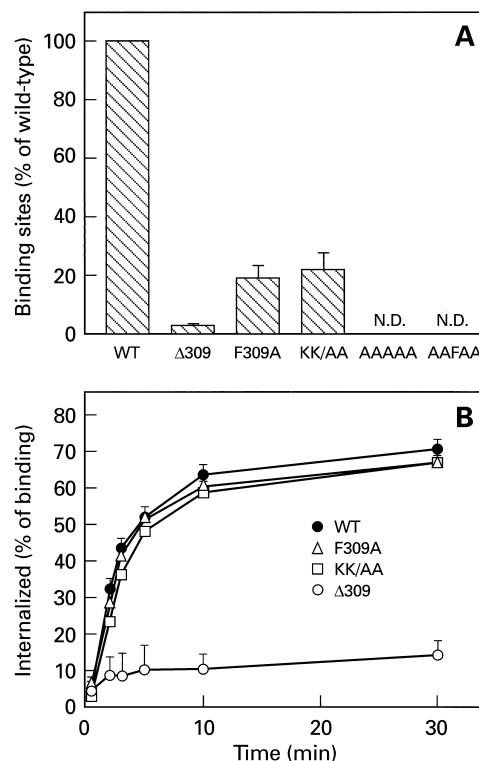 A
Binding sites (% of wild-type)
100
80
60
40
20
0
N.D. N.D.
WT Δ309 F309A KK/AA AAAAA AAFAA
B
Internalized (% of binding)
80
70
60
50
40
30
20
10
0
WT
F309A
KK/AA
Δ309
0 10 20 30
Time (min)